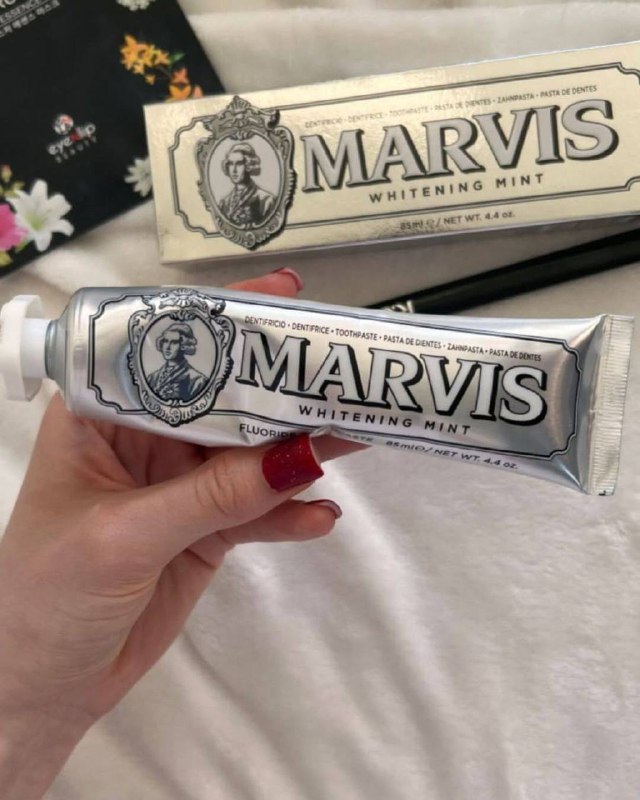 eyenlip
BEAUTY
DENTIFRICIO • DENTIFRICE • TOOTHPASTE • PASTA DE DIENTES • ZAHNPASTA • PASTA DE DENTES
MARVIS
WHITENING MINT
85ml ℮ / NET WT. 4.4 oz.
DENTIFRICIO • DENTIFRICE • TOOTHPASTE • PASTA DE DIENTES • ZAHNPASTA • PASTA DE DENTES
MARVIS
WHITENING MINT
85ml ℮ / NET WT. 4.4 oz.